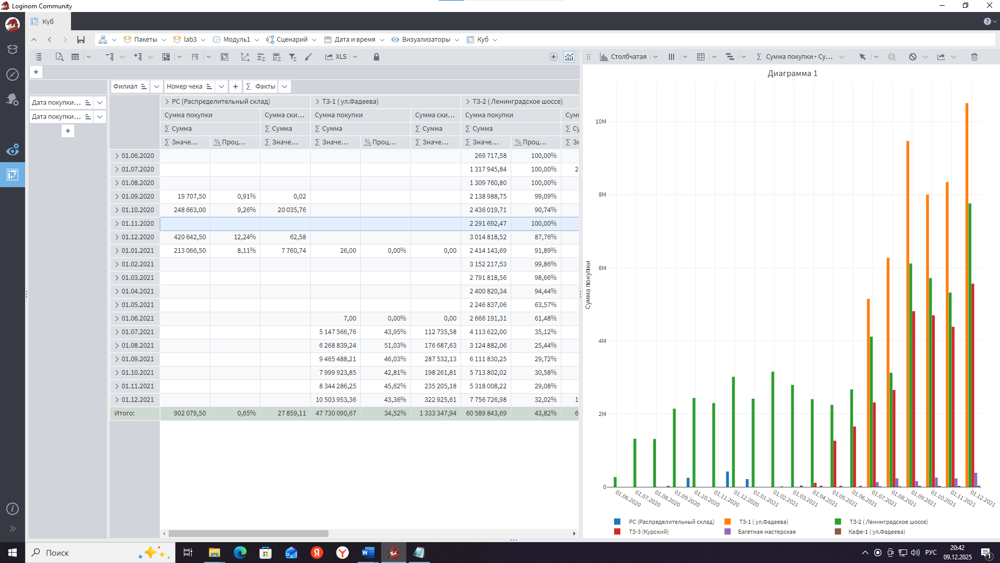 Loginom Community
Куб
Пакеты lab3 Модуль1 Сценарий Дата и время Визуализаторы Куб
XLS
Столбчатая Σ Сумма покупки - Су...
Филиал Номер чека + Σ Факты
Дата покупки...
Дата покупки...
РС (Распределительный склад) ТЗ-1 ( ул.Фадеева) ТЗ-2 ( Ленинградское шоссе)
Сумма покупки Сумма ски... Сумма покупки Сумма ски... Сумма покупки
Σ Сумма Σ Сумма Σ Сумма Σ Сумма Σ Сумма
Σ Значе... % Проц... Σ Значе... Σ Значе... % Проц... Σ Значе... Σ Значе... % Проц...
01.06.2020 269 717,58 100,00%
01.07.2020 1 317 945,84 100,00% 2
01.08.2020 1 309 760,80 100,00%
01.09.2020 19 707,50 0,91% 0,02 2 138 988,75 99,09%
01.10.2020 248 663,00 9,26% 20 035,76 2 436 019,71 90,74%
01.11.2020 2 291 692,47 100,00%
01.12.2020 420 642,50 12,24% 62,58 3 014 818,52 87,76%
01.01.2021 213 066,50 8,11% 7 760,74 26,00 0,00% 0,00 2 414 143,69 91,89%
01.02.2021 3 152 217,53 99,86%
01.03.2021 2 791 818,56 98,66%
01.04.2021 2 400 820,34 94,44%
01.05.2021 2 246 837,06 63,57%
01.06.2021 7,00 0,00% 0,00 2 666 191,31 61,48%
01.07.2021 5 147 566,76 43,95% 112 735,58 4 113 622,00 35,12%
01.08.2021 6 268 839,24 51,03% 176 687,63 3 124 882,06 25,44%
01.09.2021 9 465 488,21 46,03% 287 532,13 6 111 830,25 29,72%
01.10.2021 7 999 923,85 42,81% 198 261,81 5 713 802,02 30,58%
01.11.2021 8 344 286,25 45,62% 235 205,18 5 318 008,22 29,08%
01.12.2021 10 503 953,36 43,36% 322 925,61 7 756 726,98 32,02% 1
Итого: 902 079,50 0,65% 27 859,11 47 730 090,67 34,52% 1 333 347,94 60 589 843,69 43,82% 6
Диаграмма 1
Сумма покупки
10M
8M
6M
4M
2M
0
01.06.2020 01.07.2020 01.08.2020 01.09.2020 01.10.2020 01.11.2020 01.12.2020 01.01.2021 01.02.2021 01.03.2021 01.04.2021 01.05.2021 01.06.2021 01.07.2021 01.08.2021 01.09.2021 01.10.2021 01.11.2021 01.12.2021
РС (Распределительный склад) ТЗ-1 ( ул.Фадеева) ТЗ-2 ( Ленинградское шоссе)
ТЗ-3 (Курский) Багетная мастерская Кафе-1 ( ул.Фадеева)
Поиск
РУС
20:42
09.12.2025
1